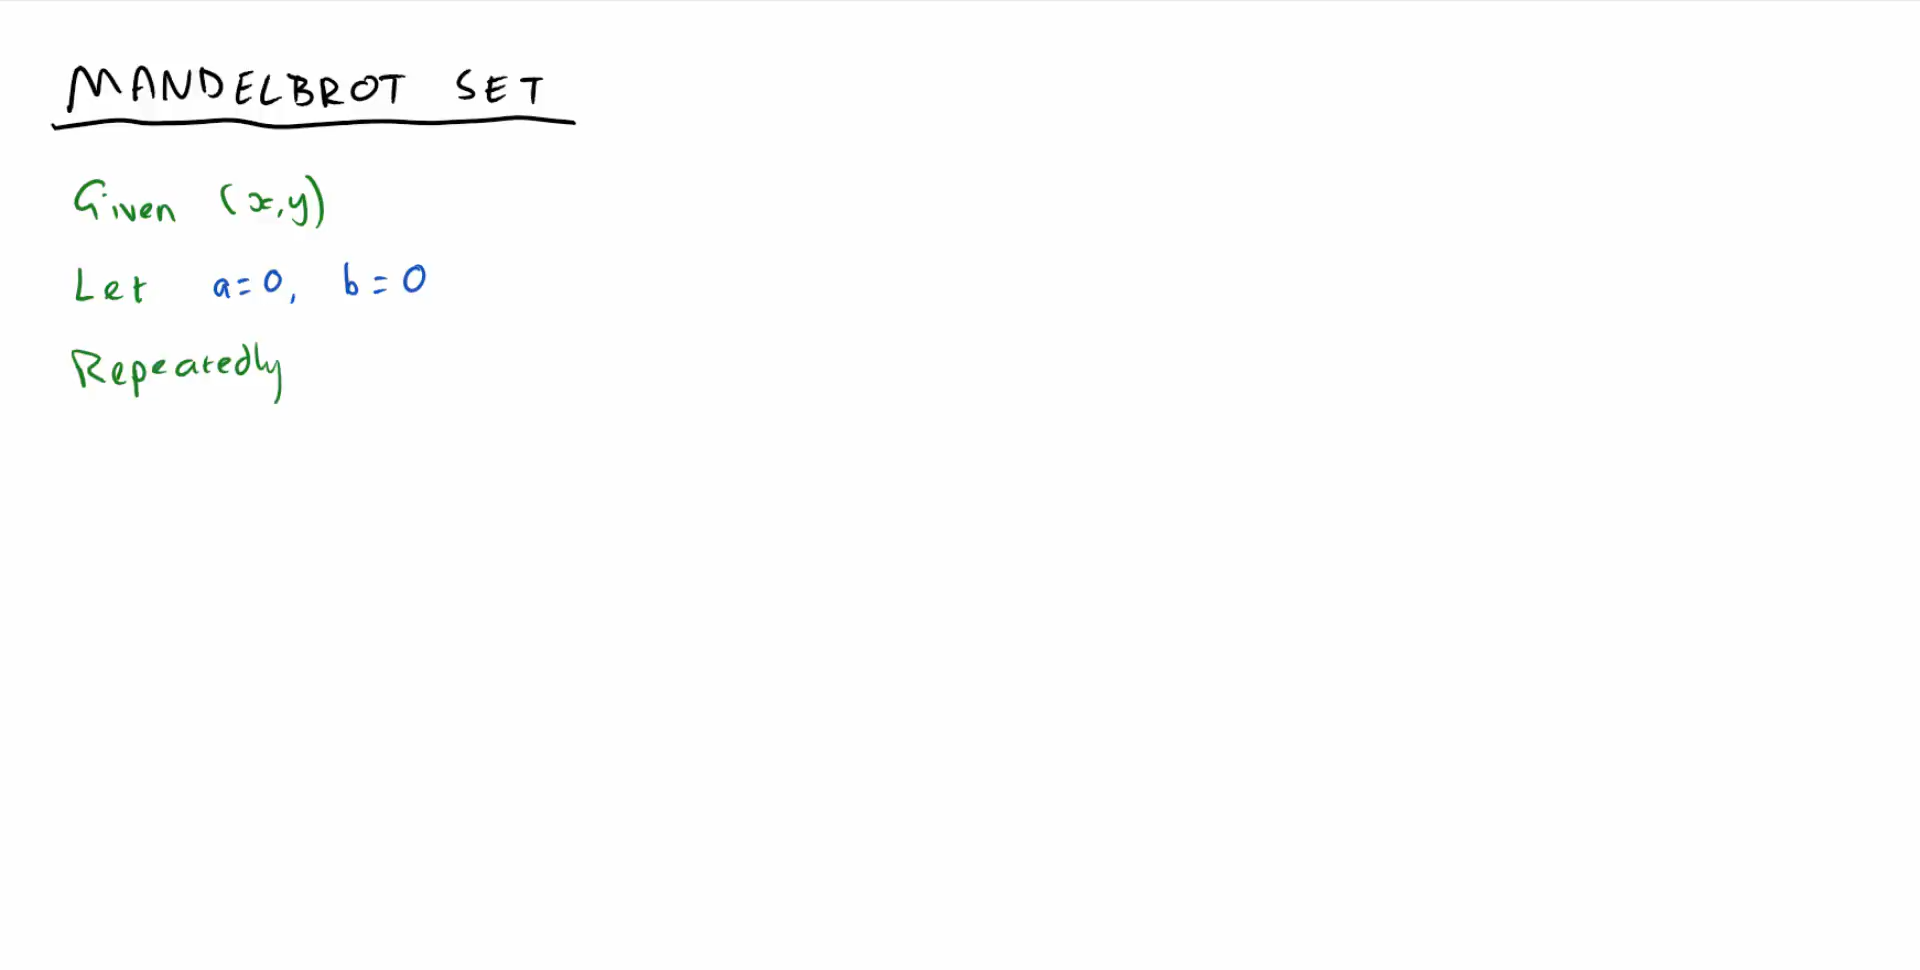 MANDELBROT SET
Given (x,y)
Let a=0, b=0
Repeatedly